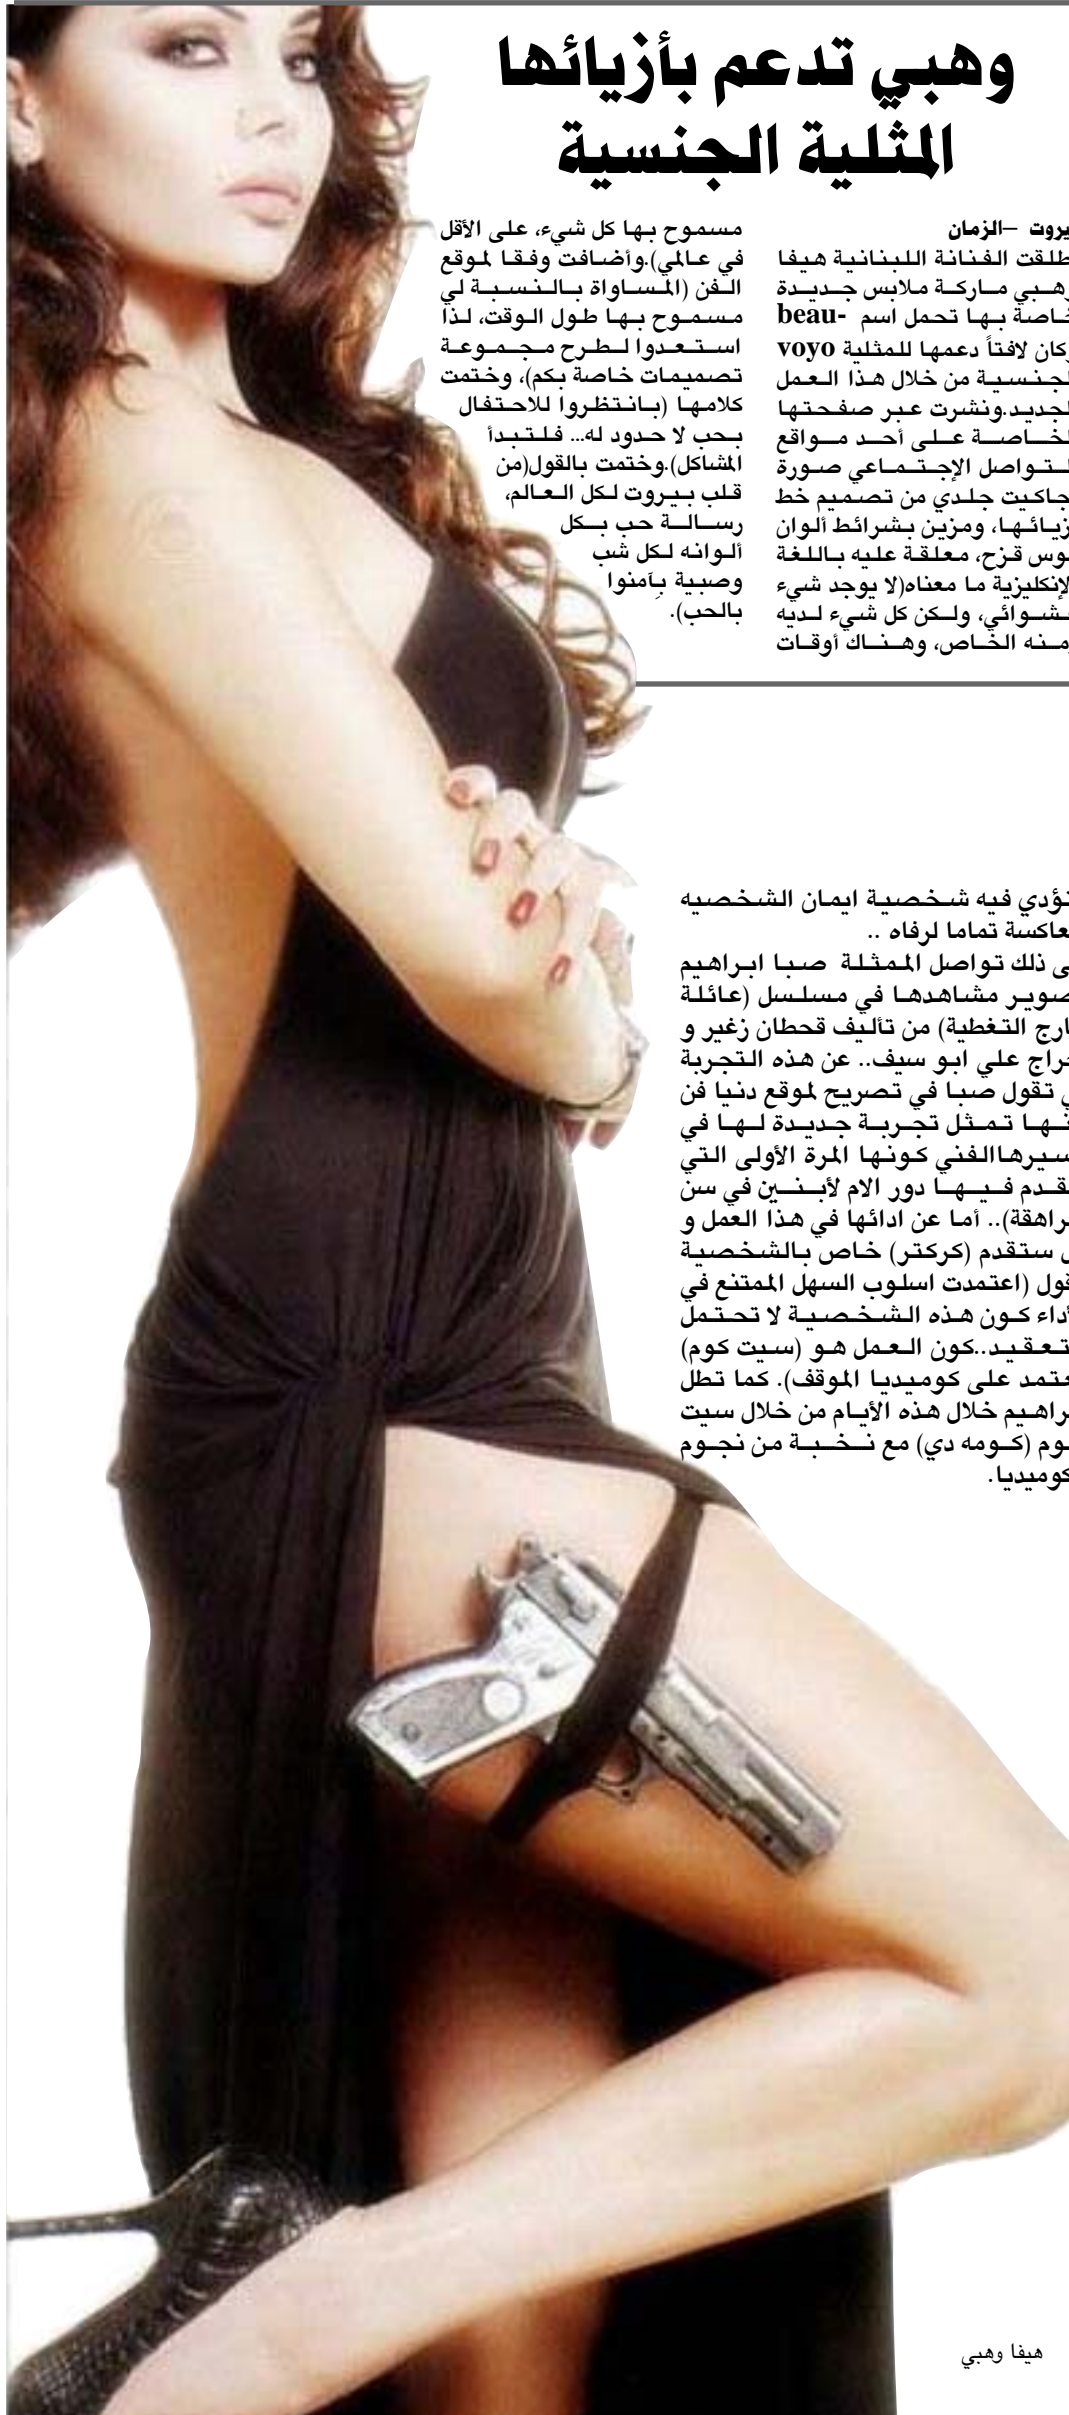 وهبي تدعم بأزيائها
المثلية الجنسية
بيروت –الزمان
طلقت الفنانة اللبنانية هيفا
وهبي ماركة ملابس جديدة
خاصة بها تحمل اسم beau-
voyo وكان لافتاً دعمها للمثلية
لجنسية من خلال هذا العمل
لجديد.ونشرت عبر صفحتها
لخاصة على أحد مواقع
لتواصل الإجتماعي صورة
جاكيت جلدي من تصميم خط
زيائها، ومزين بشرائط ألوان
وس قزح، معلقة عليه باللغة
لإنكليزية ما معناه(لا يوجد شيء
شوائي، ولكن كل شيء لديه
منه الخاص، وهناك أوقات
مسموح بها كل شيء، على الأقل
في عالمي).وأضافت وفقا لموقع
الفن (المساواة بالنسبة لي
مسموح بها طول الوقت، لذا
استعدوا لطرح مجموعة
تصميمات خاصة بكم)، وختمت
كلامها (بانتظروا للاحتفال
بحب لا حدود له... فلتبدأ
المشاكل).وختمت بالقول(من
قلب بيروت لكل العالم،
رسالة حب بكل
ألوانه لكل شب
وصبية بآمنوا
بالحب).
تؤدي فيه شخصية ايمان الشخصيه
عاكسة تماما لرفاه ..
ى ذلك تواصل الممثلة صبا ابراهيم
صوير مشاهدها في مسلسل (عائلة
ارج التغطية) من تأليف قحطان زغير و
خراج علي ابو سيف.. عن هذه التجربة
ي تقول صبا في تصريح لموقع دنيا فن
نها تمثل تجربة جديدة لها في
سيرهاالفني كونها المرة الأولى التي
قدم فيها دور الام لأبنين في سن
راهقة).. أما عن ادائها في هذا العمل و
ل ستقدم (كركتر) خاص بالشخصية
قول (اعتمدت اسلوب السهل الممتنع في
أداء كون هذه الشخصية لا تحتمل
تعقيد..كون العمل هو (سيت كوم)
عتمد على كوميديا الموقف). كما تطل
براهيم خلال هذه الأيام من خلال سيت
وم (كومه دي) مع نخبة من نجوم
كوميديا.
هيفا وهبي